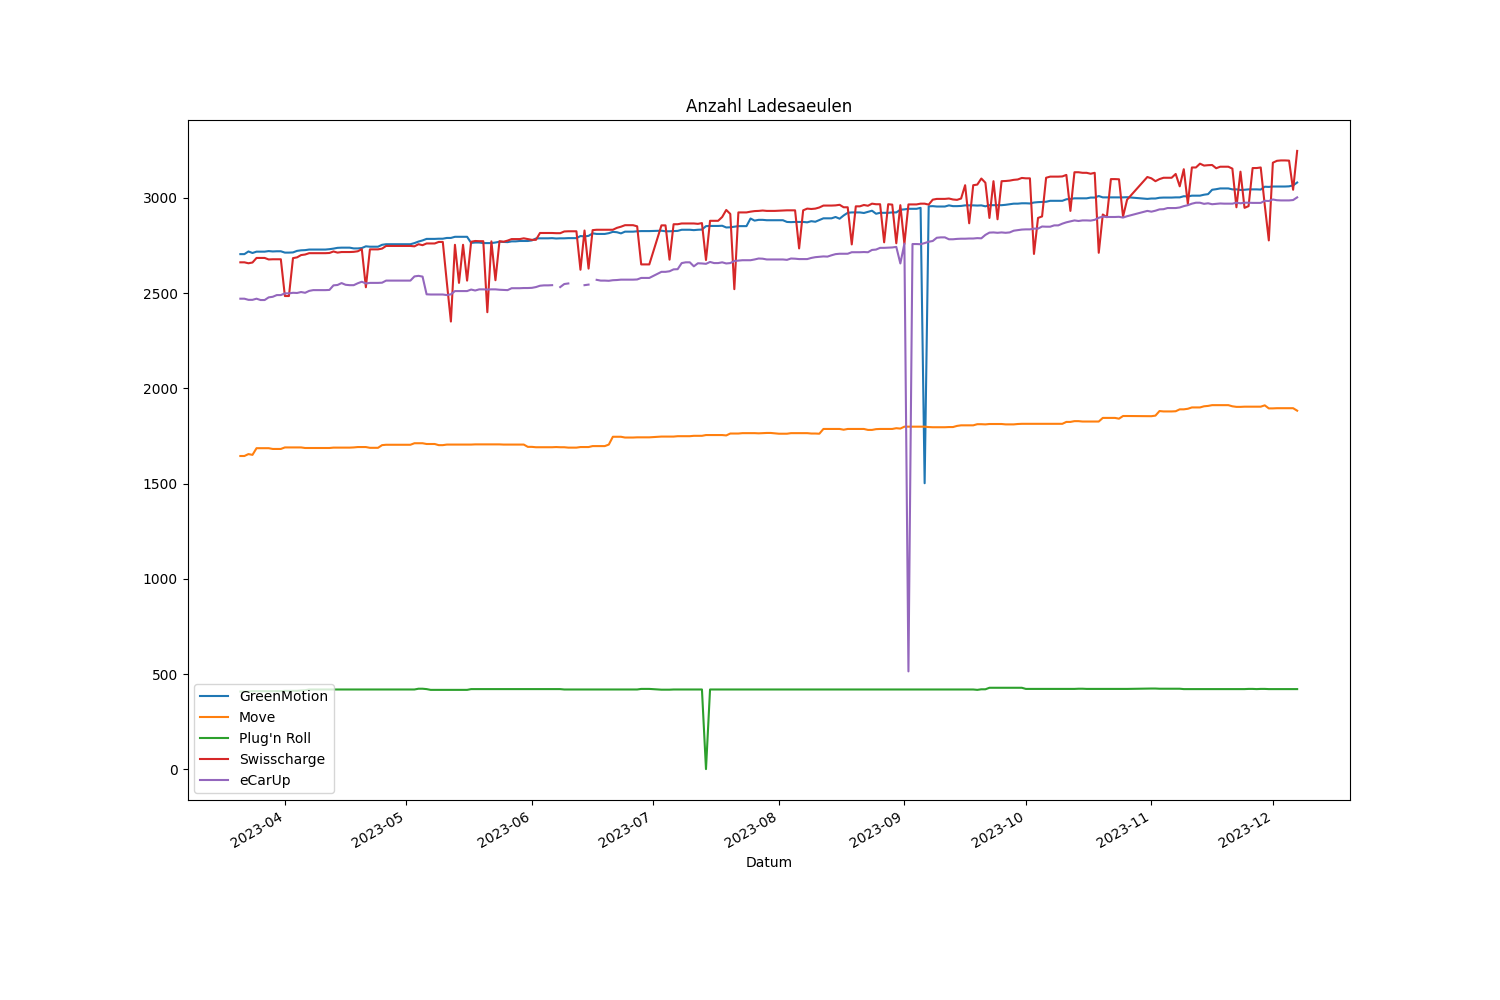 Anzahl Ladesaeulen
3000
2500
2000
1500
1000
500
0
GreenMotion
Move
Plug'n Roll
Swisscharge
eCarUp
2023-04
2023-05
2023-06
2023-07
2023-08
2023-09
2023-10
2023-11
2023-12
Datum